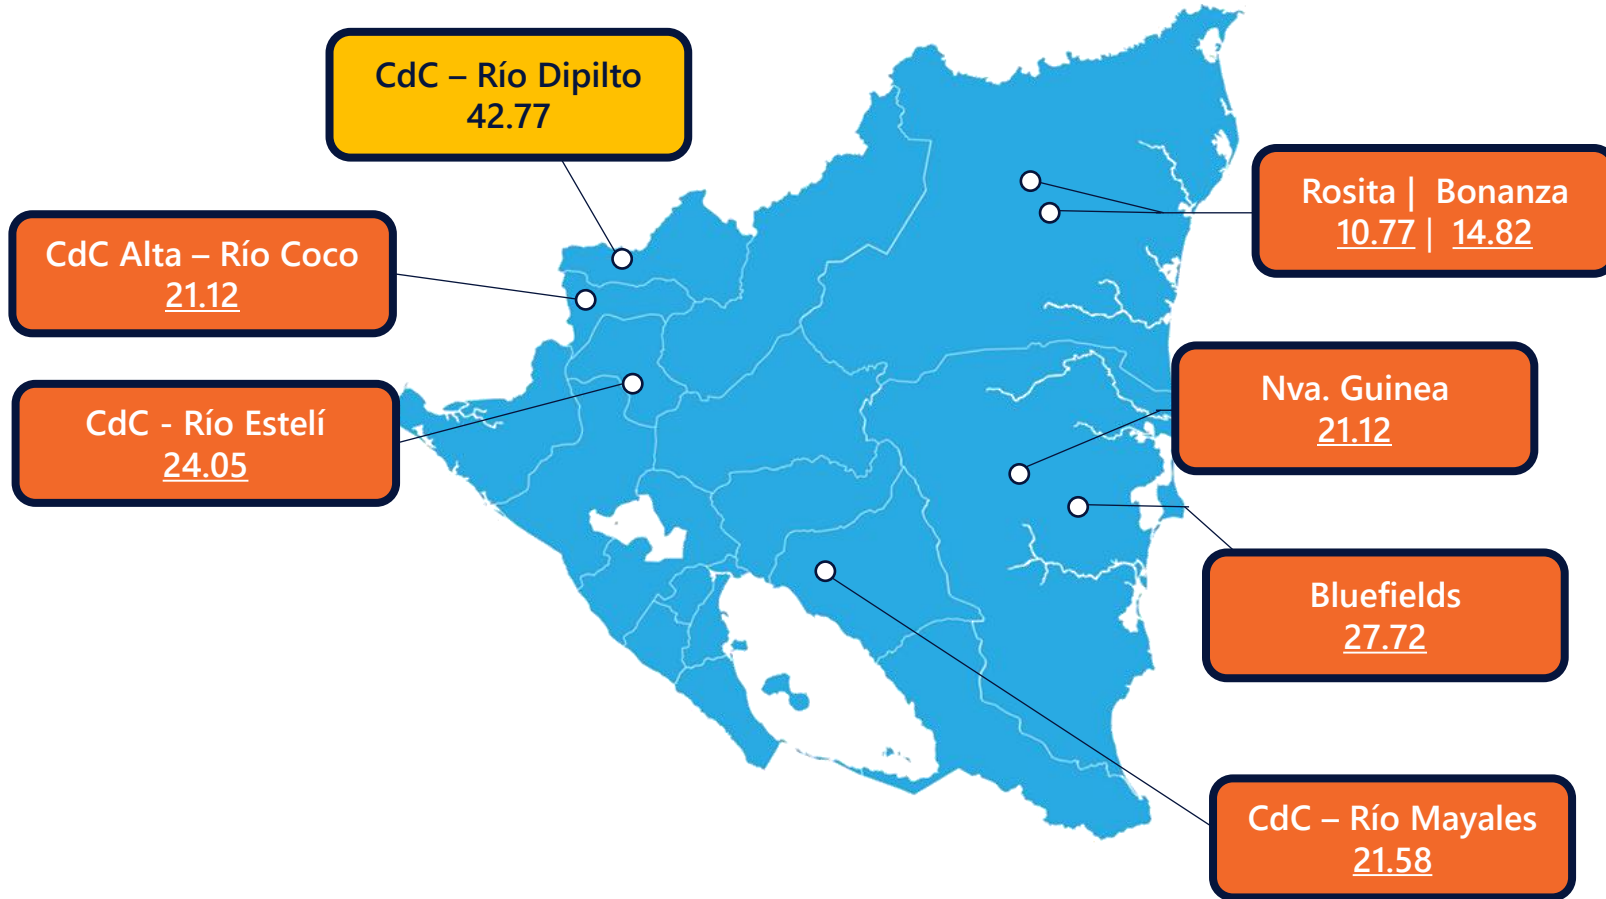 CdC – Río Dipilto
42.77
Rosita | Bonanza
10.77 | 14.82
CdC Alta – Río Coco
21.12
Nva. Guinea
21.12
CdC - Río Estelí
24.05
Bluefields
27.72
CdC – Río Mayales
21.58